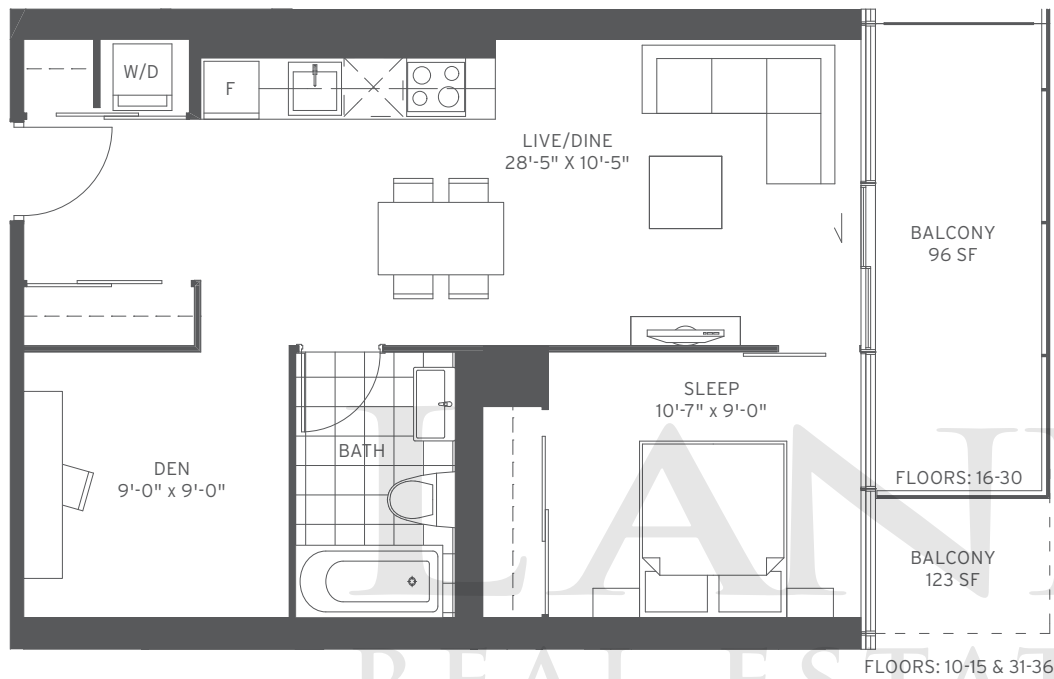 W/D
F
LIVE/DINE
28'-5" X 10'-5"
BALCONY
96 SF
SLEEP
10'-7" x 9'-0"
BATH
DEN
9'-0" x 9'-0"
FLOORS: 16-30
BALCONY
123 SF
FLOORS: 10-15 & 31-36